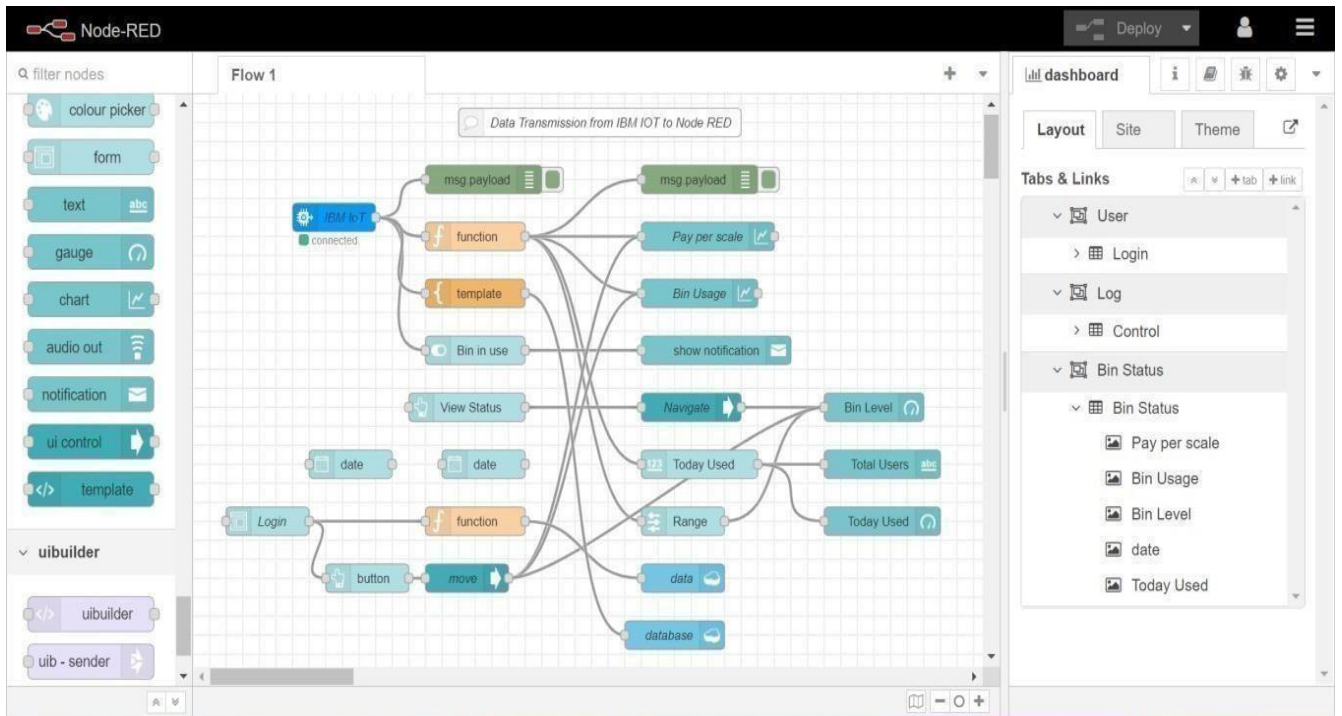 Node-RED
Deploy
filter nodes
colour picker
form
text
abc
gauge
chart
audio out
notification
ui control
template
uibuilder
uibuilder
uib - sender
Flow 1
Data Transmission from IBM IOT to Node RED
msg.payload
msg.payload
IBM IoT
connected
function
Pay per scale
template
Bin Usage
Bin in use
show notification
View Status
Navigate
Bin Level
date
date
123
Today Used
Total Users
abc
Login
function
Range
Today Used
button
move
data
database
dashboard
i
Layout
Site
Theme
Tabs & Links
+tab
+link
User
Login
Log
Control
Bin Status
Bin Status
Pay per scale
Bin Usage
Bin Level
date
Today Used